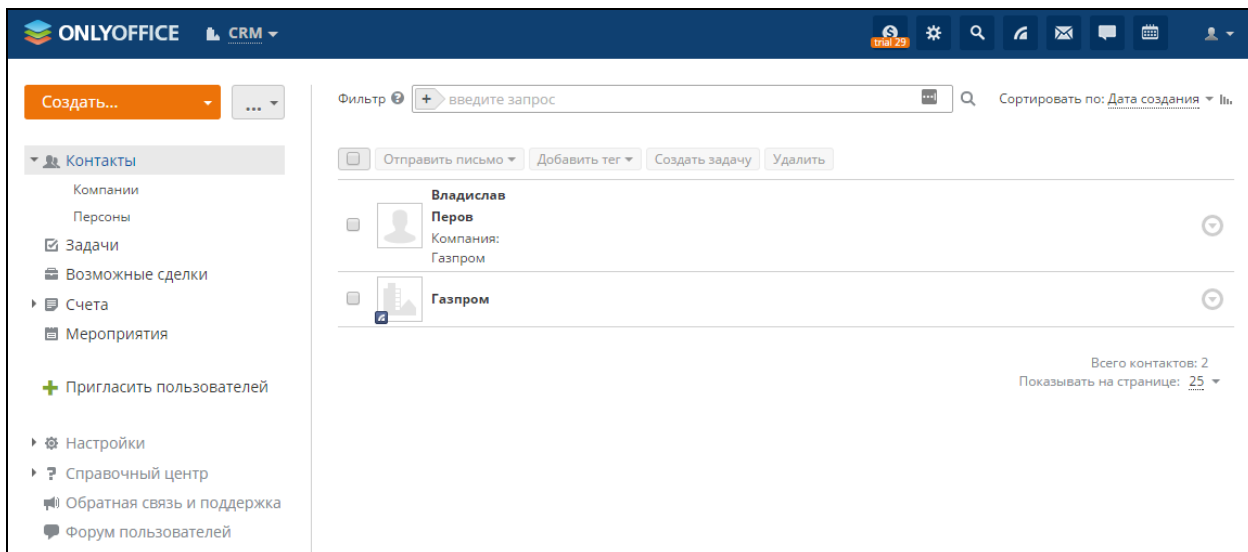 ONLYOFFICE CRM
trial 29
Создать...
...
Контакты
Компании
Персоны
Задачи
Возможные сделки
Счета
Мероприятия
Пригласить пользователей
Настройки
Справочный центр
Обратная связь и поддержка
Форум пользователей
Фильтр ? + введите запрос
Сортировать по: Дата создания
Отправить письмо Добавить тег Создать задачу Удалить
Владислав
Перов
Компания:
Газпром
Газпром
Всего контактов: 2
Показывать на странице: 25